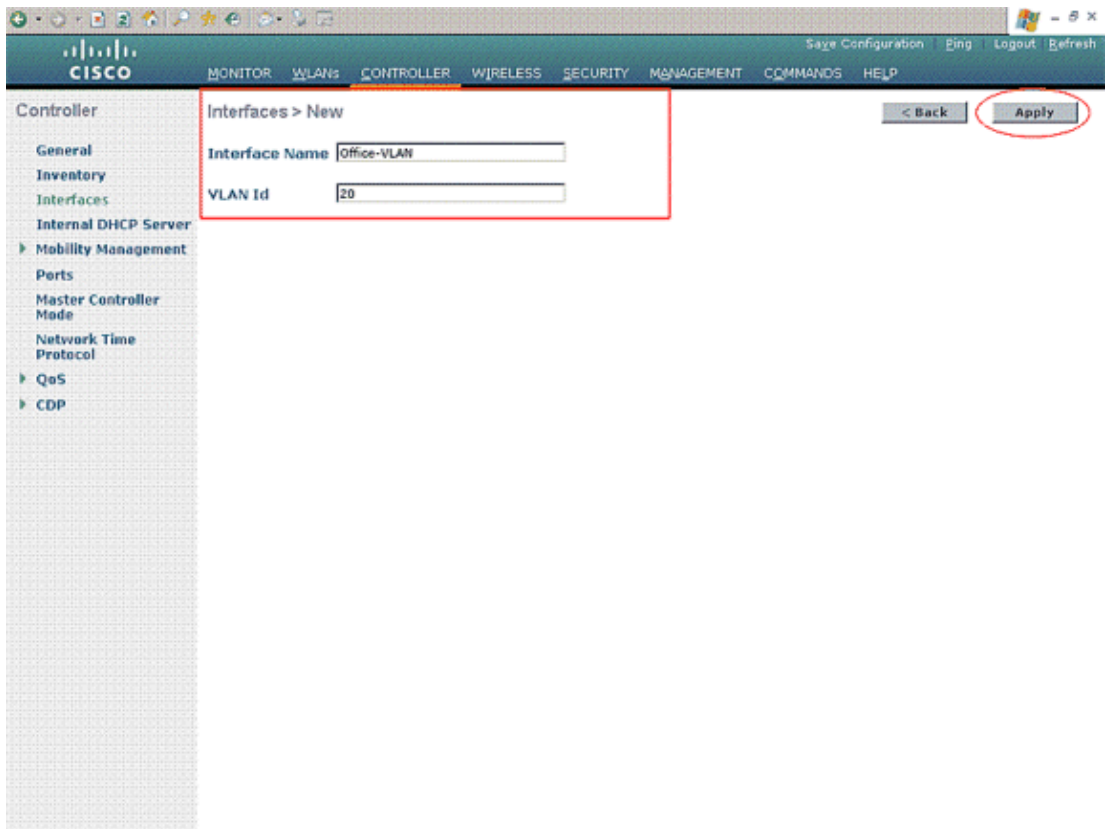 Save Configuration Ping Logout Refresh
CISCO
MONITOR WLANs CONTROLLER WIRELESS SECURITY MANAGEMENT COMMANDS HELP
Controller
General
Inventory
Interfaces
Internal DHCP Server
Mobility Management
Ports
Master Controller
Mode
Network Time
Protocol
QoS
CDP
Interfaces > New
< Back
Apply
Interface Name Office-VLAN
VLAN Id 20